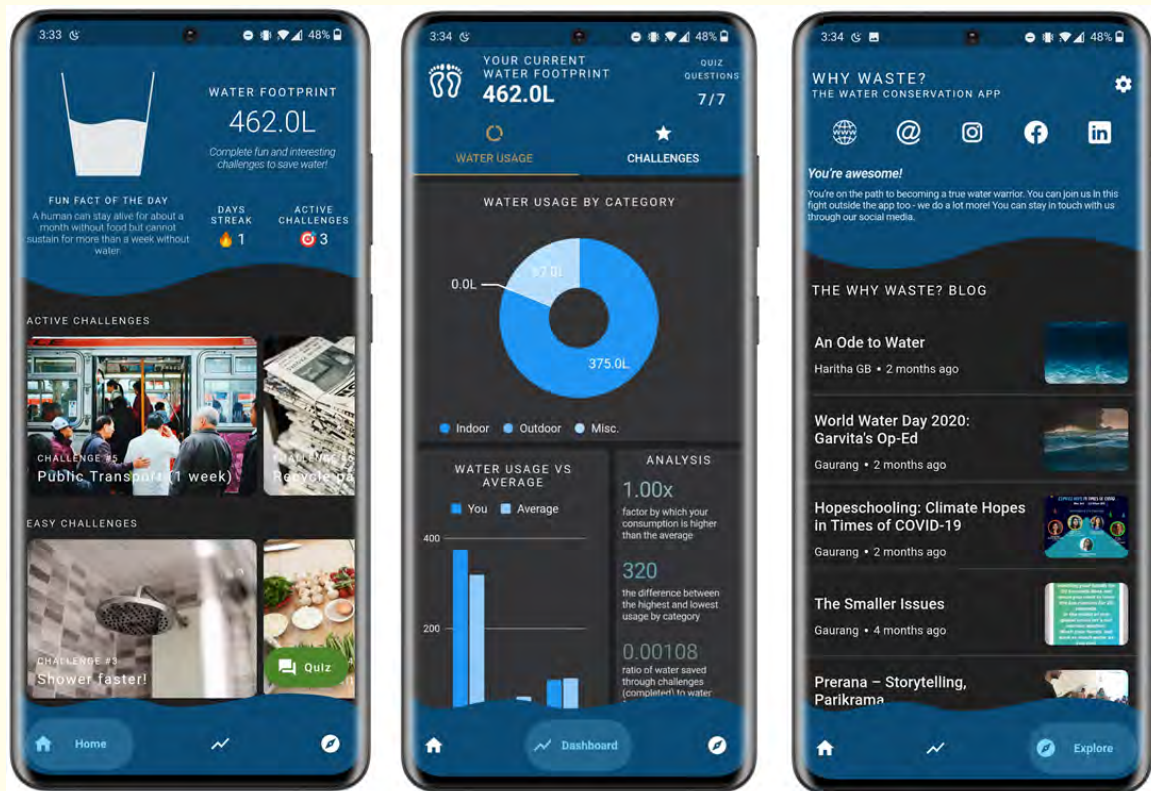 3:33
48%
WATER FOOTPRINT
462.0L
Complete fun and interesting
challenges to save water!
FUN FACT OF THE DAY
A human can stay alive for about a
month without food but cannot
sustain for more than a week without
water.
DAYS
STREAK
1
ACTIVE
CHALLENGES
3
ACTIVE CHALLENGES
CHALLENGE #5
Public Transport (1 week)
Recycle pa
EASY CHALLENGES
CHALLENGE #3
Shower faster!
Quiz
Home
3:34
48%
YOUR CURRENT
WATER FOOTPRINT
462.0L
QUIZ
QUESTIONS
7/7
WATER USAGE
CHALLENGES
WATER USAGE BY CATEGORY
0.0L
375.0L
Indoor
Outdoor
Misc.
WATER USAGE VS
AVERAGE
You
Average
400
200
ANALYSIS
1.00x
factor by which your
consumption is higher
than the average
320
the difference between
the highest and lowest
usage by category
0.00108
ratio of water saved
through challenges
(completed) to water
Dashboard
3:34
48%
WHY WASTE?
THE WATER CONSERVATION APP
www
@
f
in
You're awesome!
You're on the path to becoming a true water warrior. You can join us in this
fight outside the app too - we do a lot more! You can stay in touch with us
through our social media.
THE WHY WASTE? BLOG
An Ode to Water
Haritha GB • 2 months ago
World Water Day 2020:
Garvita's Op-Ed
Gaurang • 2 months ago
Hopeschooling: Climate Hopes
in Times of COVID-19
Gaurang • 2 months ago
The Smaller Issues
Gaurang • 4 months ago
Prerana – Storytelling,
Parikrama
Explore